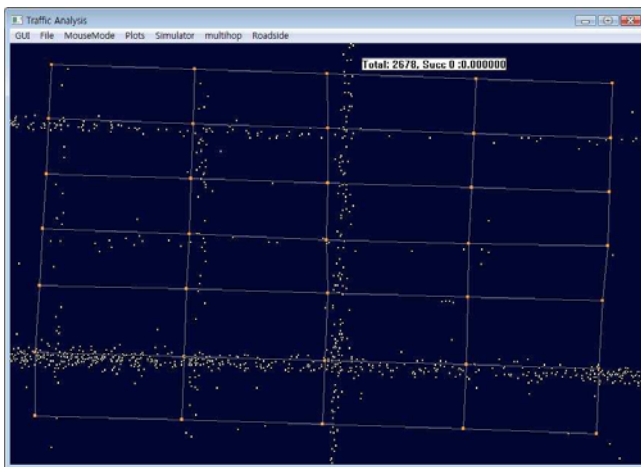 Traffic Analysis
GUI File MouseMode Plots Simulator multihop Roadside
Total: 2678, Succ 0 :0.000000